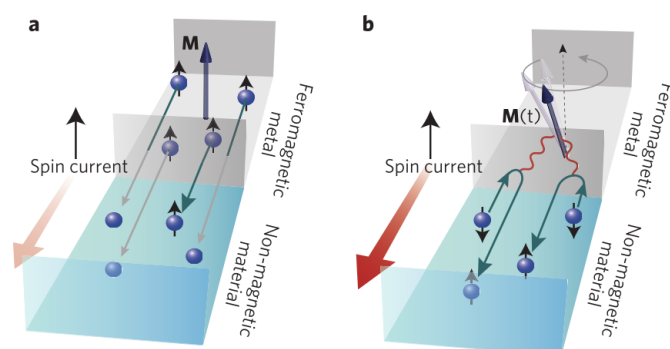 a
M
Spin current
Ferromagnetic
metal
Non-magnetic
material
b
M(t)
Spin current
Ferromagnetic
metal
Non-magnetic
material